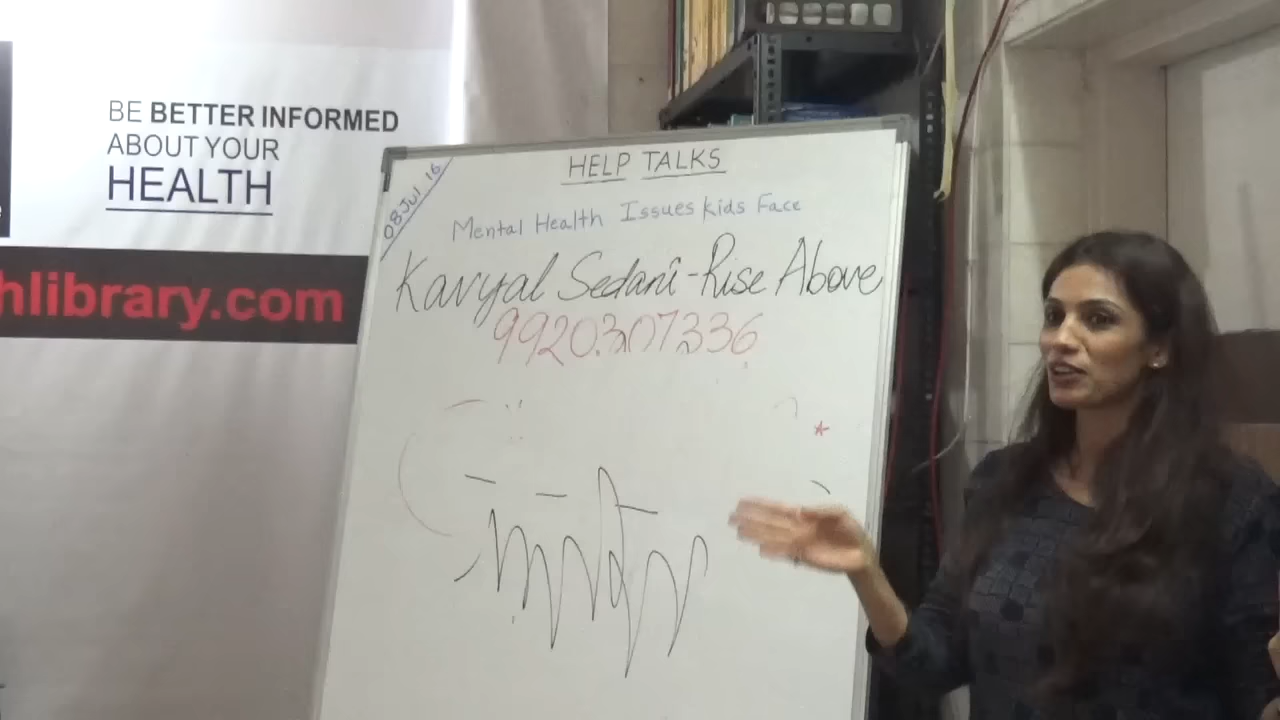 BE BETTER INFORMED
ABOUT YOUR
HEALTH
hlibrary.com
08 Jul 16
HELP TALKS
Mental Health Issues Kids Face
Kavyal Sedani - Rise Above
9920307336